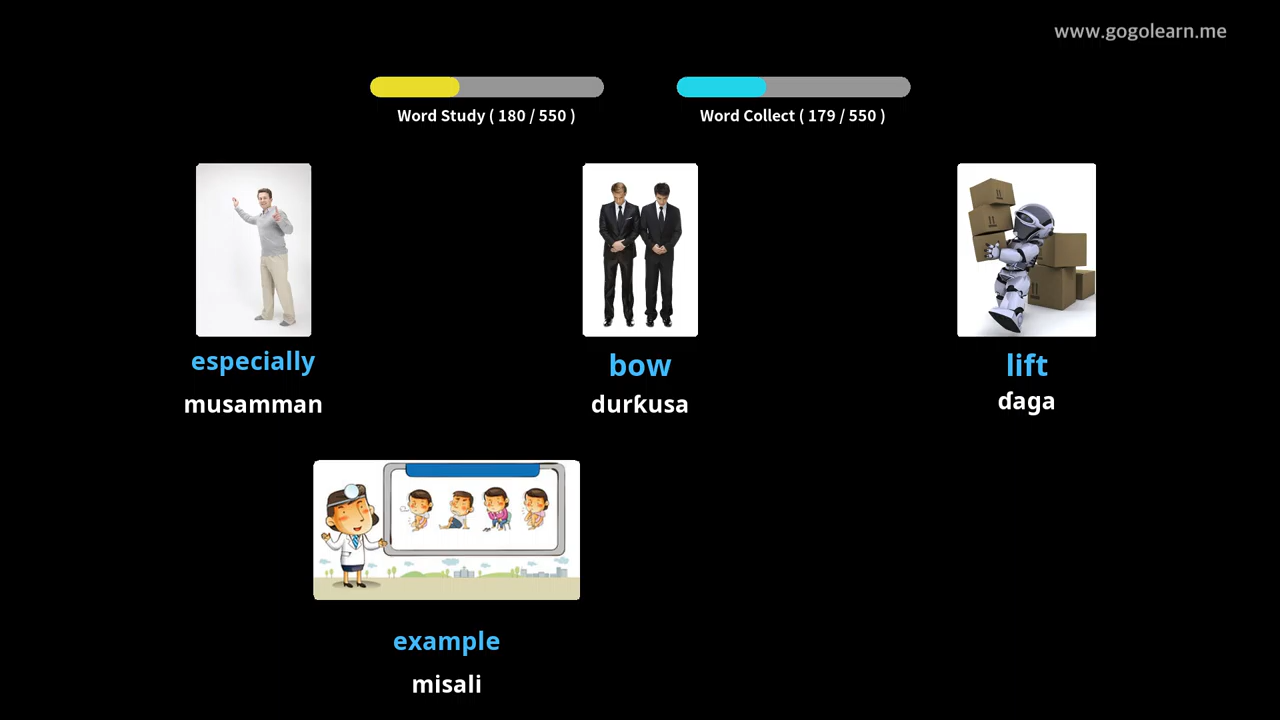 www.gogolearn.me
Word Study ( 180 / 550 )
Word Collect ( 179 / 550 )
especially
bow
lift
musamman
durƙusa
ɗaga
example
misali